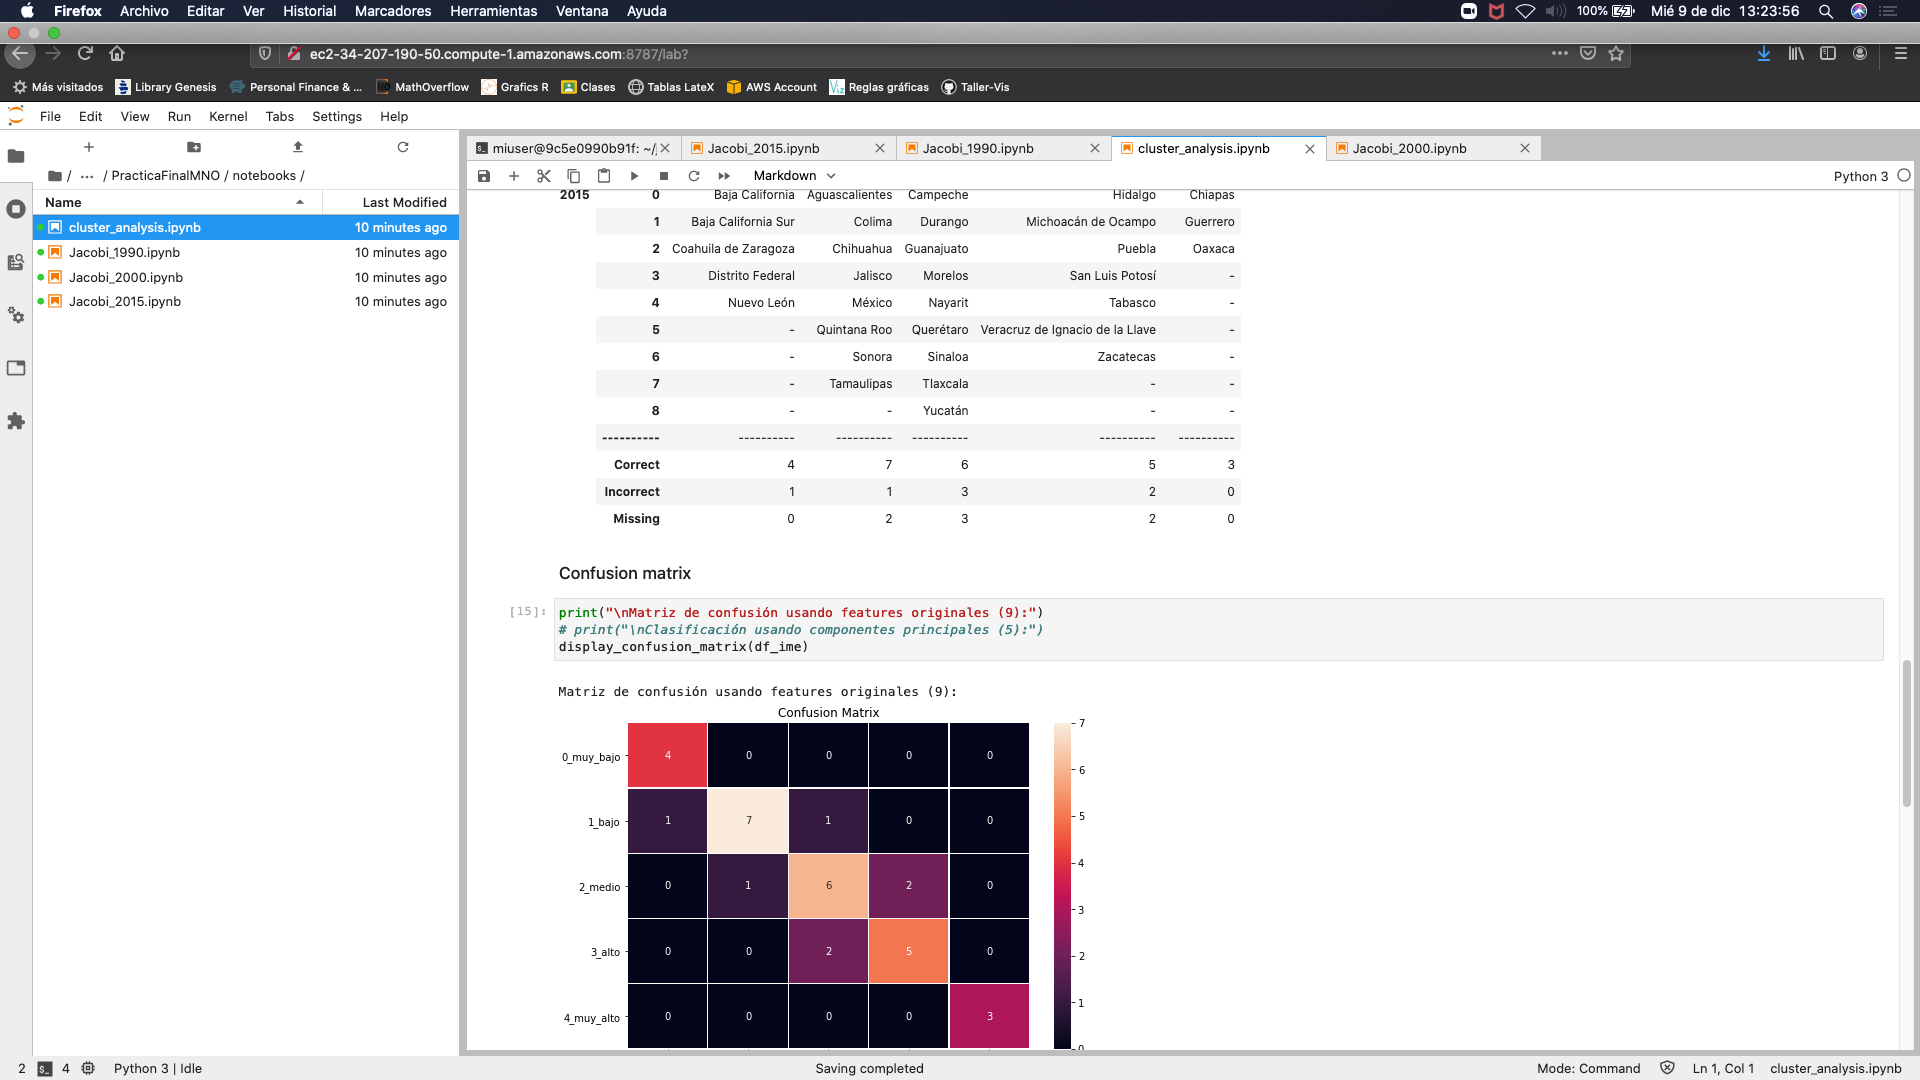 Firefox Archivo Editar Ver Historial Marcadores Herramientas Ventana Ayuda 100% Mié 9 de dic 13:23:56
ec2-34-207-190-50.compute-1.amazonaws.com:8787/lab?
Más visitados Library Genesis Personal Finance & ... MathOverflow Grafics R Clases Tablas LateX AWS Account Reglas gráficas Taller-Vis
File Edit View Run Kernel Tabs Settings Help
miuser@9c5e0990b91f: ~/j Jacobi_2015.ipynb Jacobi_1990.ipynb cluster_analysis.ipynb Jacobi_2000.ipynb
/ ... / PracticaFinalMNO / notebooks /
Markdown Python 3
Name Last Modified
cluster_analysis.ipynb 10 minutes ago
Jacobi_1990.ipynb 10 minutes ago
Jacobi_2000.ipynb 10 minutes ago
Jacobi_2015.ipynb 10 minutes ago
2015 0 Baja California Aguascalientes Campeche Hidalgo Chiapas
1 Baja California Sur Colima Durango Michoacán de Ocampo Guerrero
2 Coahuila de Zaragoza Chihuahua Guanajuato Puebla Oaxaca
3 Distrito Federal Jalisco Morelos San Luis Potosí -
4 Nuevo León México Nayarit Tabasco -
5 - Quintana Roo Querétaro Veracruz de Ignacio de la Llave -
6 - Sonora Sinaloa Zacatecas -
7 - Tamaulipas Tlaxcala - -
8 - - Yucatán - -
---------- ---------- ---------- ---------- ---------- ----------
Correct 4 7 6 5 3
Incorrect 1 1 3 2 0
Missing 0 2 3 2 0
Confusion matrix
[15]: print("\nMatriz de confusión usando features originales (9):")
# print("\nClasificación usando componentes principales (5):")
display_confusion_matrix(df_ime)
Matriz de confusión usando features originales (9):
Confusion Matrix
0_muy_bajo 4 0 0 0 0
1_bajo 1 7 1 0 0
2_medio 0 1 6 2 0
3_alto 0 0 2 5 0
4_muy_alto 0 0 0 0 3
7
6
5
4
3
2
1
0
2 4 Python 3 | Idle Saving completed Mode: Command Ln 1, Col 1 cluster_analysis.ipynb